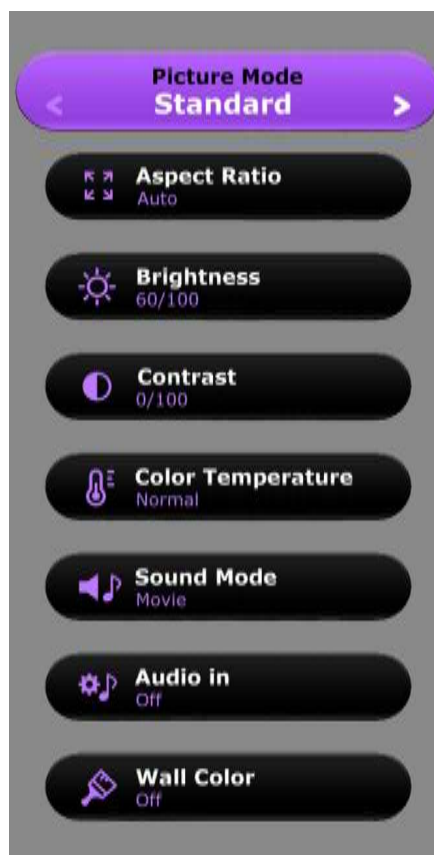 Picture Mode
< Standard >
Aspect Ratio
Auto
Brightness
60/100
Contrast
0/100
Color Temperature
Normal
Sound Mode
Movie
Audio in
Off
Wall Color
Off